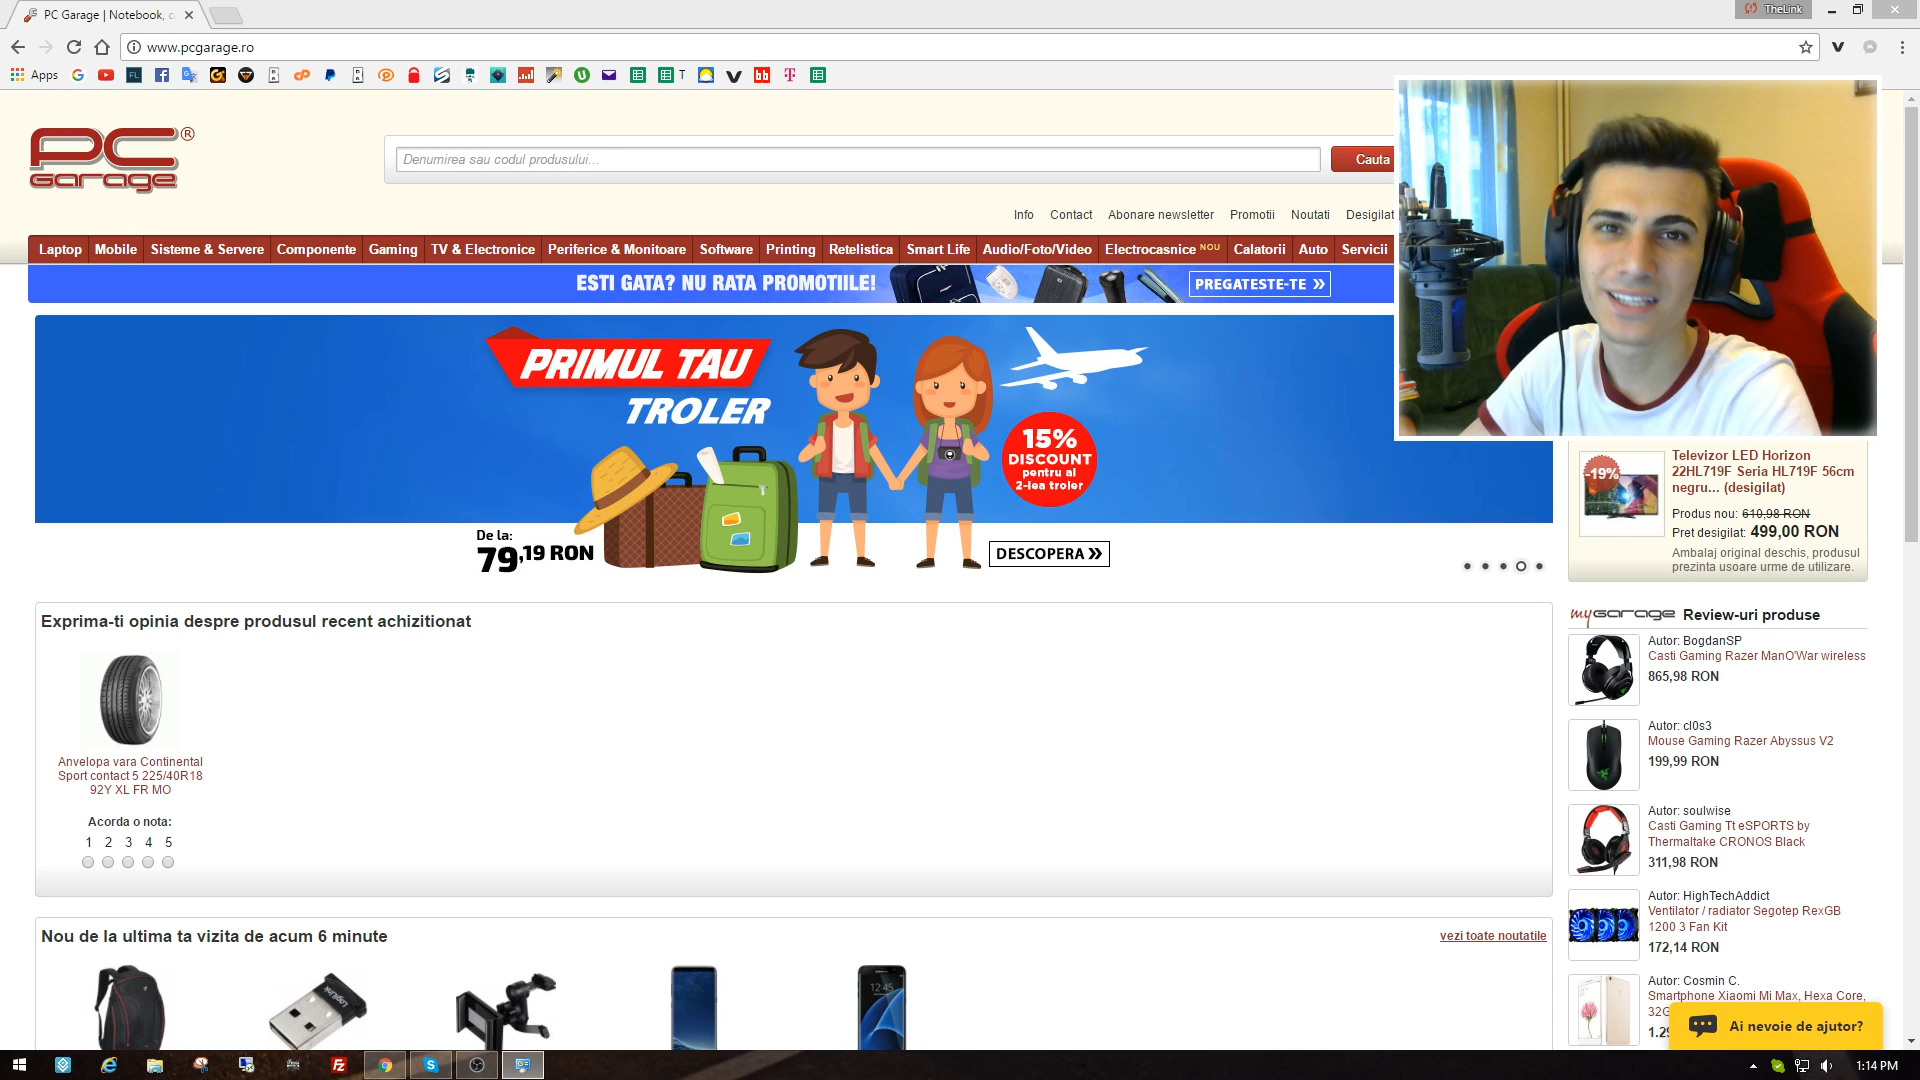 PC Garage | Notebook, c
TheLink
www.pcgarage.ro
Apps
T
PC ®
Garage
Denumirea sau codul produsului...
Cauta
Info Contact Abonare newsletter Promotii Noutati Desigilat
Laptop Mobile Sisteme & Servere Componente Gaming TV & Electronice Periferice & Monitoare Software Printing Retelistica Smart Life Audio/Foto/Video Electrocasnice NOU Calatorii Auto Servicii
ESTI GATA? NU RATA PROMOTIILE!
PREGATESTE-TE »
PRIMUL TAU
TROLER
15%
DISCOUNT
pentru al
2-lea troler
De la:
79,19 RON
DESCOPERA »
-19%
Televizor LED Horizon
22HL719F Seria HL719F 56cm
negru... (desigilat)
Produs nou: 610,98 RON
Pret desigilat: 499,00 RON
Ambalaj original deschis, produsul
prezinta usoare urme de utilizare.
Exprima-ti opinia despre produsul recent achizitionat
Anvelopa vara Continental
Sport contact 5 225/40R18
92Y XL FR MO
Acorda o nota:
1 2 3 4 5
myGarage Review-uri produse
Autor: BogdanSP
Casti Gaming Razer ManO'War wireless
865,98 RON
Autor: cl0s3
Mouse Gaming Razer Abyssus V2
199,99 RON
Autor: soulwise
Casti Gaming Tt eSPORTS by
Thermaltake CRONOS Black
311,98 RON
Autor: HighTechAddict
Ventilator / radiator Segotep RexGB
1200 3 Fan Kit
172,14 RON
Autor: Cosmin C.
Smartphone Xiaomi Mi Max, Hexa Core,
32G
1.29
Nou de la ultima ta vizita de acum 6 minute
vezi toate noutatile
LogiLink
12:45
Ai nevoie de ajutor?
1:14 PM